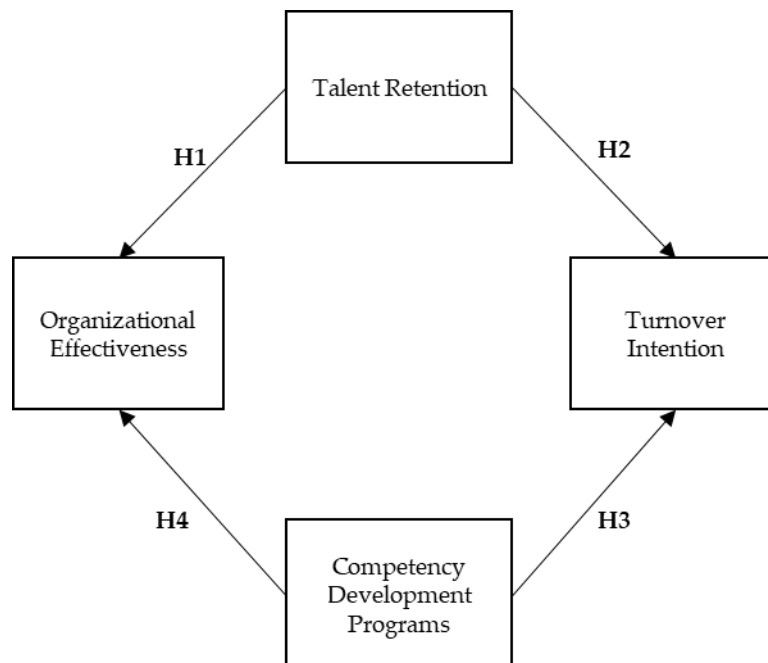 Talent Retention
H1
H2
Organizational
Effectiveness
Turnover
Intention
H4
H3
Competency
Development
Programs